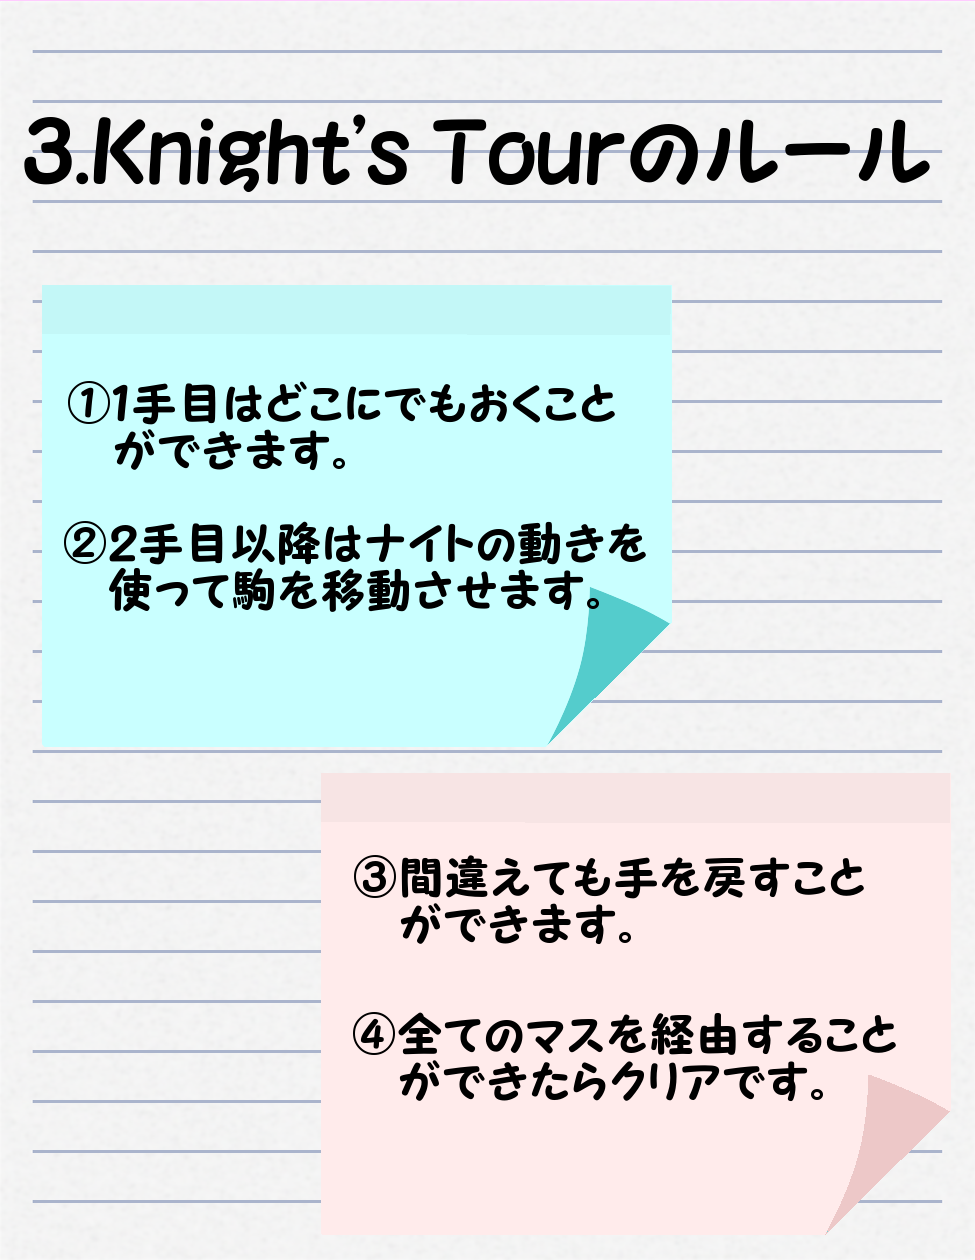 3.Knight's Tourのルール
①1手目はどこにでもおくこと
ができます。
②2手目以降はナイトの動きを
使って駒を移動させます。
③間違えても手を戻すこと
ができます。
④全てのマスを経由すること
ができたらクリアです。